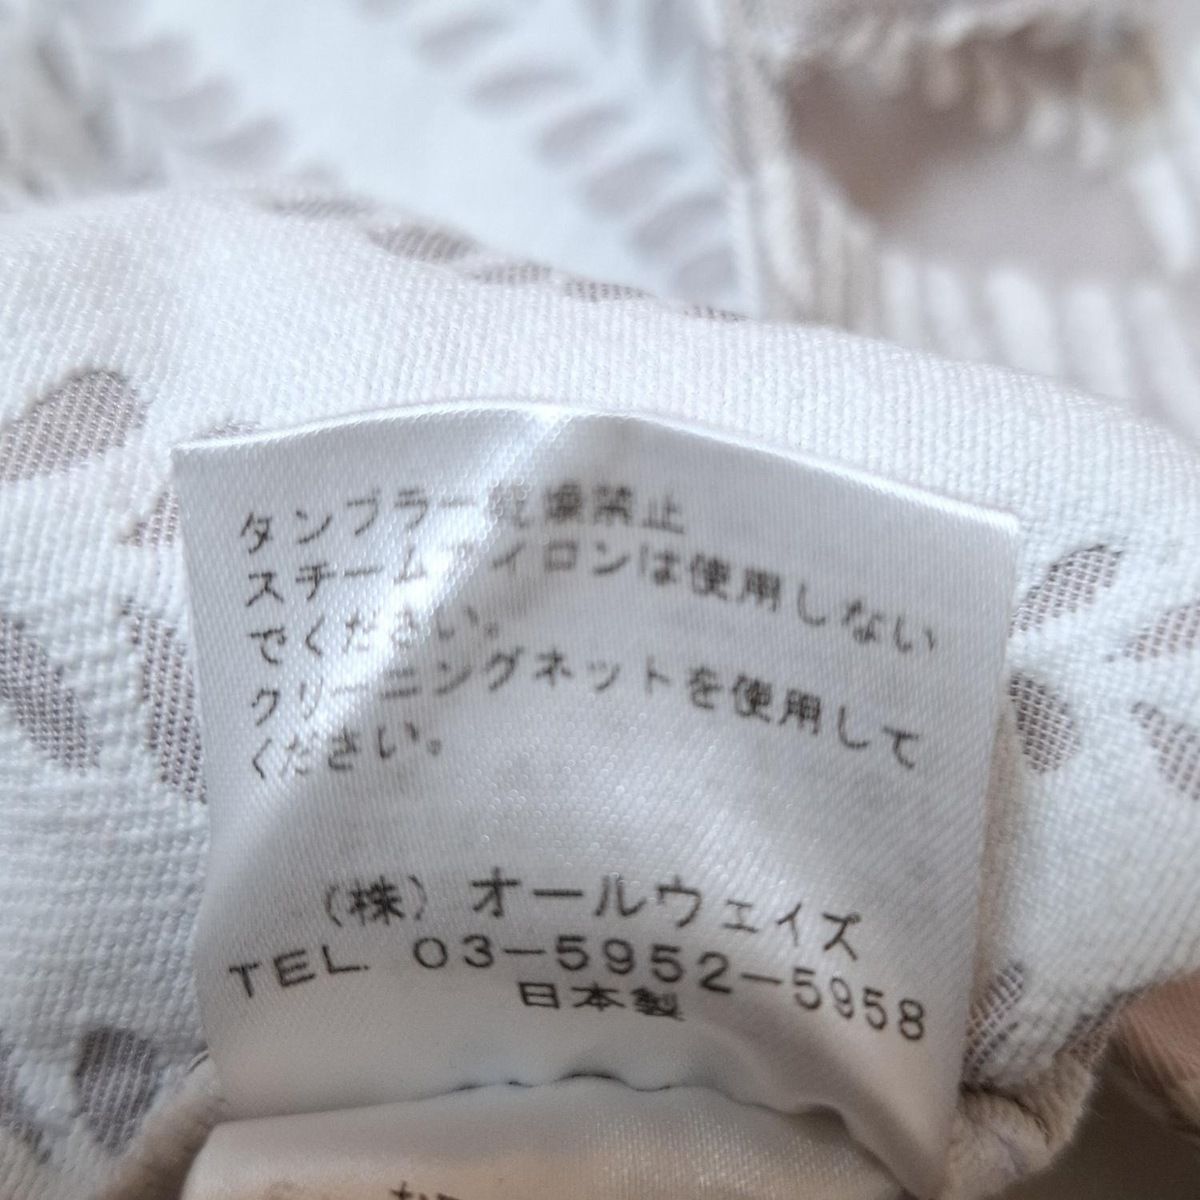 タンブラー乾燥禁止
スチームアイロンは使用しない
でください。
クリーニングネットを使用して
ください。
（株）オールウェイズ
TEL. 03-5952-5958
日本製